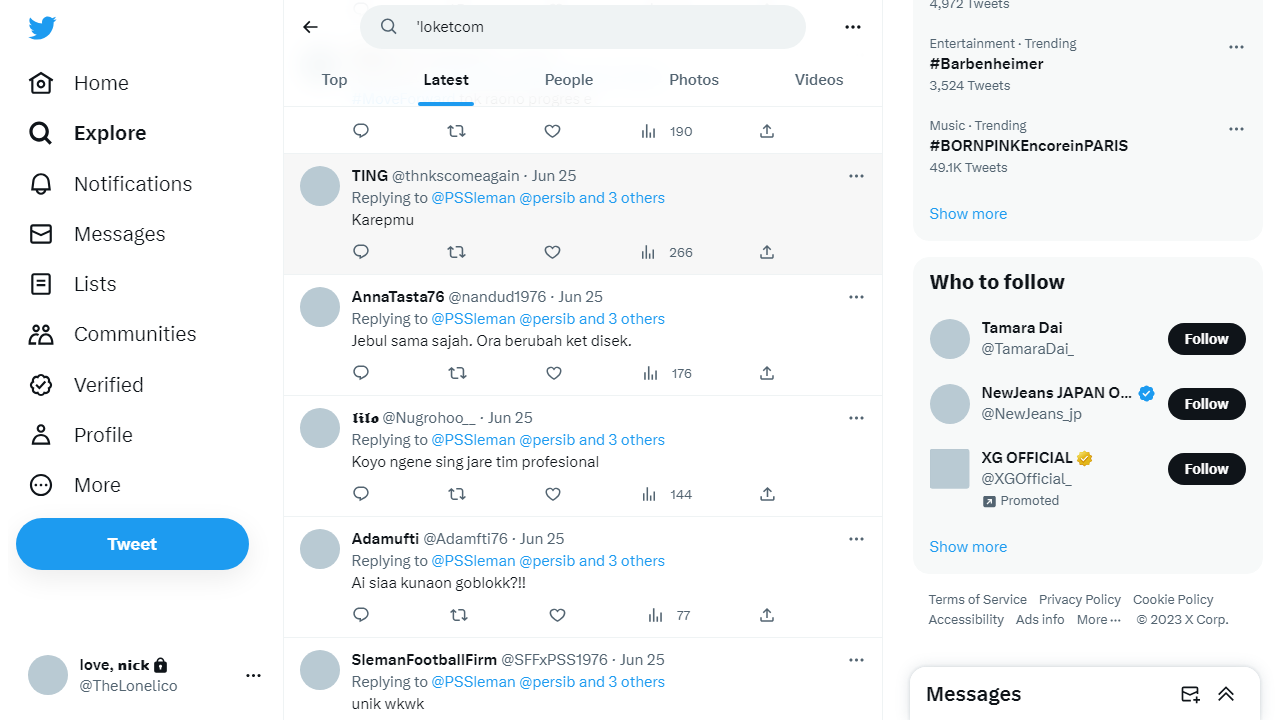 Home
Explore
Notifications
Messages
Lists
Communities
Verified
Profile
More
Tweet
love, 𝖓𝖎𝖈𝖐
@TheLonelico
'loketcom
Top Latest People Photos Videos
190
TING @thnkscomeagain · Jun 25
Replying to @PSSleman @persib and 3 others
Karepmu
266
AnnaTasta76 @nandud1976 · Jun 25
Replying to @PSSleman @persib and 3 others
Jebul sama sajah. Ora berubah ket disek.
176
𝖑𝖎𝖑𝖔 @Nugrohoo__ · Jun 25
Replying to @PSSleman @persib and 3 others
Koyo ngene sing jare tim profesional
144
Adamufti @Adamfti76 · Jun 25
Replying to @PSSleman @persib and 3 others
Ai siaa kunaon goblokk?!!
77
SlemanFootballFirm @SFFxPSS1976 · Jun 25
Replying to @PSSleman @persib and 3 others
unik wkwk
4,972 Tweets
Entertainment · Trending
#Barbenheimer
3,524 Tweets
Music · Trending
#BORNPINKEncoreinPARIS
49.1K Tweets
Show more
Who to follow
Tamara Dai
@TamaraDai_
Follow
NewJeans JAPAN O...
@NewJeans_jp
Follow
XG OFFICIAL
@XGOfficial_
Follow
Promoted
Show more
Terms of Service Privacy Policy Cookie Policy
Accessibility Ads info More ··· © 2023 X Corp.
Messages